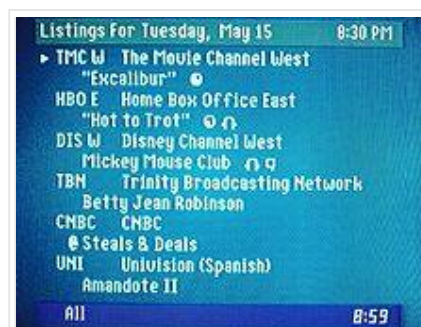 Listings For Tuesday, May 15 8:30 PM
TMC W The Movie Channel West
"Excalibur"
HBO E Home Box Office East
"Hot to Trot"
DIS W Disney Channel West
Mickey Mouse Club
TBN Trinity Broadcasting Network
Betty Jean Robinson
CNBC CNBC
Steals & Deals
UNI Univision (Spanish)
Amandote II
All 8:59